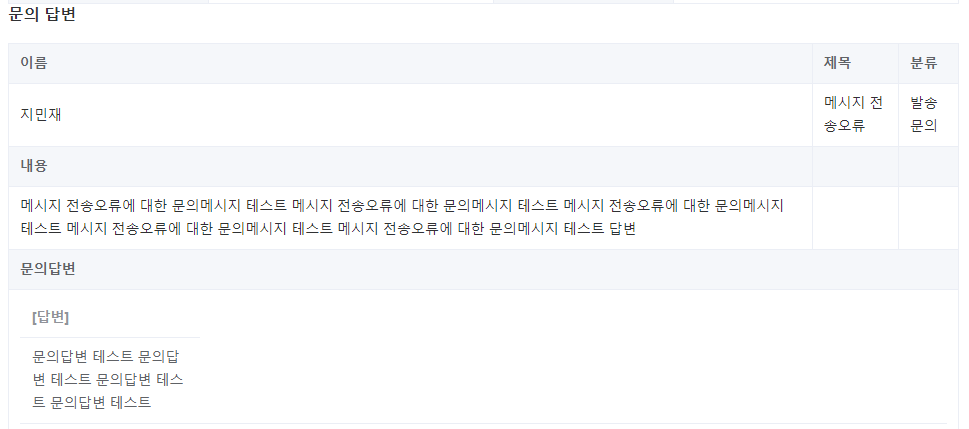 문의 답변
이름 제목 분류
지민재 메시지 전송오류 발송문의
내용
메시지 전송오류에 대한 문의메시지 테스트 메시지 전송오류에 대한 문의메시지 테스트 메시지 전송오류에 대한 문의메시지
테스트 메시지 전송오류에 대한 문의메시지 테스트 메시지 전송오류에 대한 문의메시지 테스트 답변
문의답변
[답변]
문의답변 테스트 문의답
변 테스트 문의답변 테스
트 문의답변 테스트